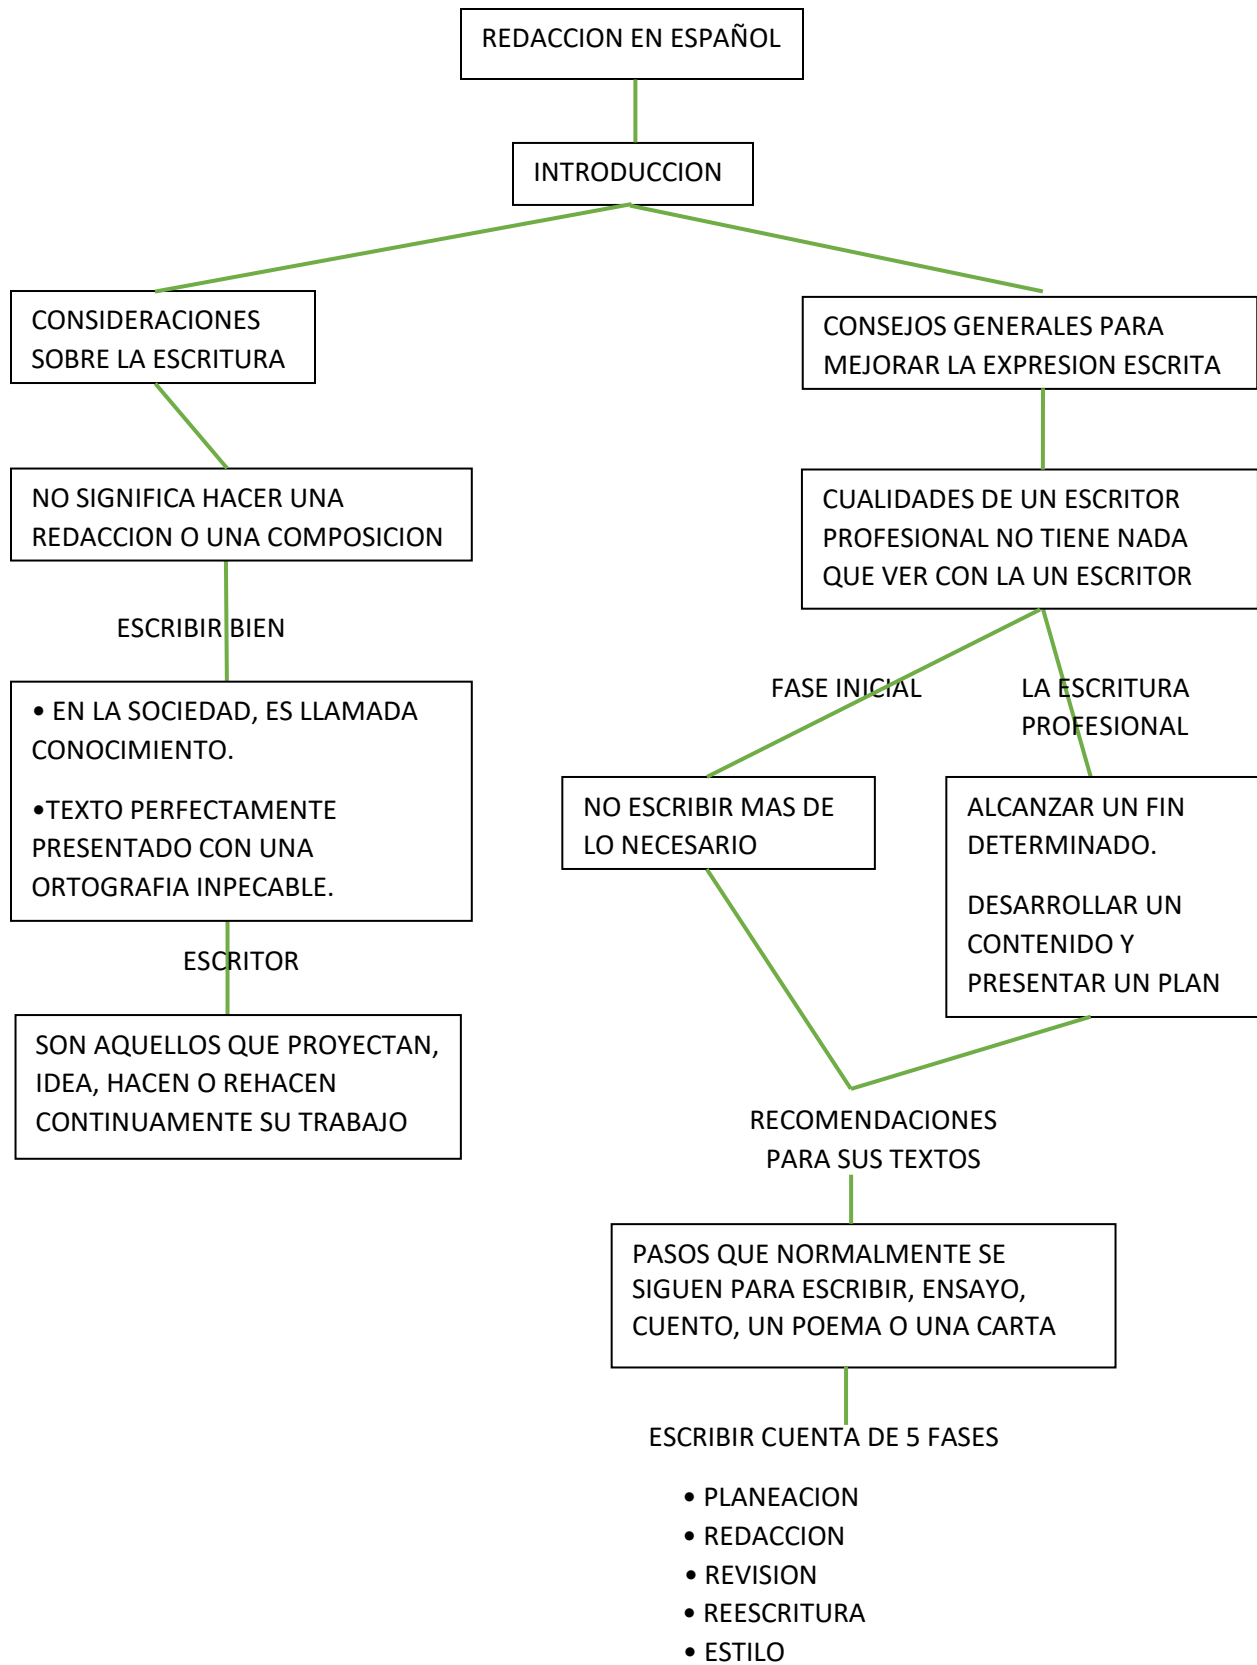 REDACCION EN ESPAÑOL
INTRODUCCION
CONSIDERACIONES
SOBRE LA ESCRITURA
NO SIGNIFICA HACER UNA
REDACCION O UNA COMPOSICION
ESCRIBIR BIEN
• EN LA SOCIEDAD, ES LLAMADA
CONOCIMIENTO.
•TEXTO PERFECTAMENTE
PRESENTADO CON UNA
ORTOGRAFIA INPECABLE.
ESCRITOR
SON AQUELLOS QUE PROYECTAN,
IDEA, HACEN O REHACEN
CONTINUAMENTE SU TRABAJO
CONSEJOS GENERALES PARA
MEJORAR LA EXPRESION ESCRITA
CUALIDADES DE UN ESCRITOR
PROFESIONAL NO TIENE NADA
QUE VER CON LA UN ESCRITOR
FASE INICIAL
NO ESCRIBIR MAS DE
LO NECESARIO
LA ESCRITURA
PROFESIONAL
ALCANZAR UN FIN
DETERMINADO.
DESARROLLAR UN
CONTENIDO Y
PRESENTAR UN PLAN
RECOMENDACIONES
PARA SUS TEXTOS
PASOS QUE NORMALMENTE SE
SIGUEN PARA ESCRIBIR, ENSAYO,
CUENTO, UN POEMA O UNA CARTA
ESCRIBIR CUENTA DE 5 FASES
• PLANEACION
• REDACCION
• REVISION
• REESCRITURA
• ESTILO